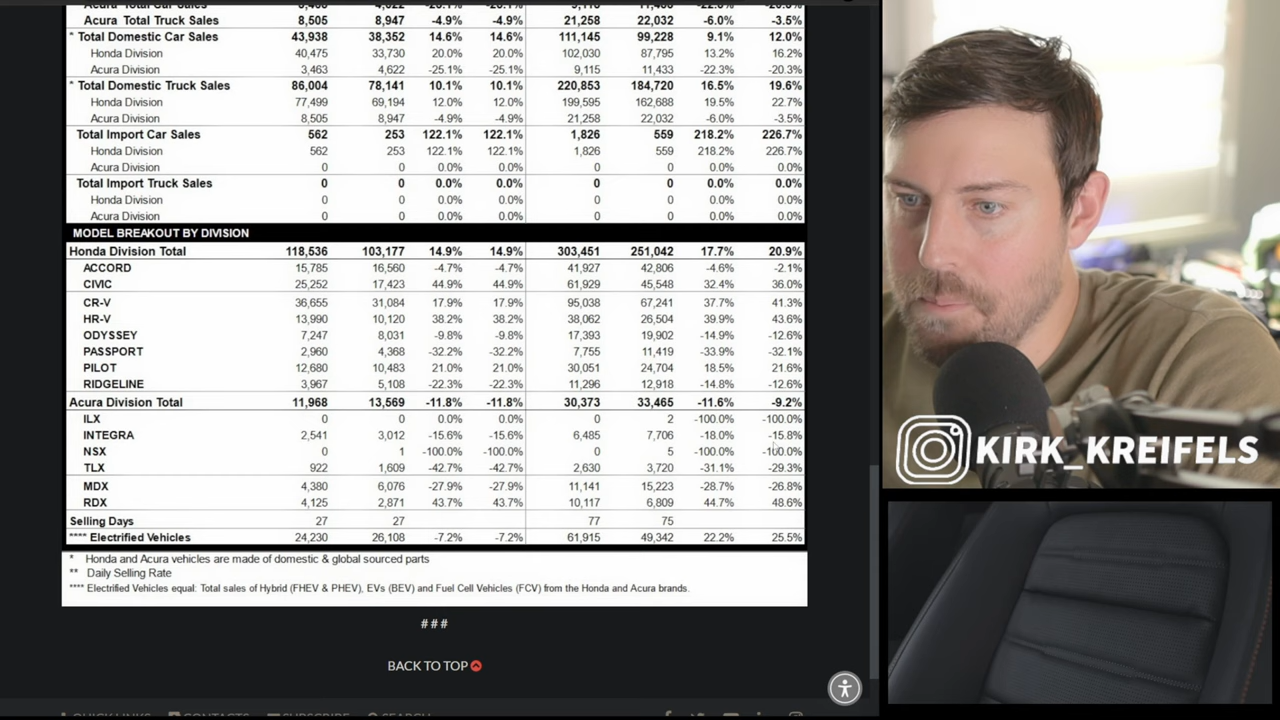 Acura Total Truck Sales 8,505 8,947 -4.9% -4.9% 21,258 22,032 -6.0% -3.5%
* Total Domestic Car Sales 43,938 38,352 14.6% 14.6% 111,145 99,228 9.1% 12.0%
Honda Division 40,475 33,730 20.0% 20.0% 102,030 87,795 13.2% 16.2%
Acura Division 3,463 4,622 -25.1% -25.1% 9,115 11,433 -22.3% -20.3%
* Total Domestic Truck Sales 86,004 78,141 10.1% 10.1% 220,853 184,720 16.5% 19.6%
Honda Division 77,499 69,194 12.0% 12.0% 199,595 162,688 19.5% 22.7%
Acura Division 8,505 8,947 -4.9% -4.9% 21,258 22,032 -6.0% -3.5%
Total Import Car Sales 562 253 122.1% 122.1% 1,826 559 218.2% 226.7%
Honda Division 562 253 122.1% 122.1% 1,826 559 218.2% 226.7%
Acura Division 0 0 0.0% 0.0% 0 0 0.0% 0.0%
Total Import Truck Sales 0 0 0.0% 0.0% 0 0 0.0% 0.0%
Honda Division 0 0 0.0% 0.0% 0 0 0.0% 0.0%
Acura Division 0 0 0.0% 0.0% 0 0 0.0% 0.0%
MODEL BREAKOUT BY DIVISION
Honda Division Total 118,536 103,177 14.9% 14.9% 303,451 251,042 17.7% 20.9%
ACCORD 15,785 16,560 -4.7% -4.7% 41,927 42,806 -4.6% -2.1%
CIVIC 25,252 17,423 44.9% 44.9% 61,929 45,548 32.4% 36.0%
CR-V 36,655 31,084 17.9% 17.9% 95,038 67,241 37.7% 41.3%
HR-V 13,990 10,120 38.2% 38.2% 38,062 26,504 39.9% 43.6%
ODYSSEY 7,247 8,031 -9.8% -9.8% 17,393 19,902 -14.9% -12.6%
PASSPORT 2,960 4,368 -32.2% -32.2% 7,755 11,419 -33.9% -32.1%
PILOT 12,680 10,483 21.0% 21.0% 30,051 24,704 18.5% 21.6%
RIDGELINE 3,967 5,108 -22.3% -22.3% 11,296 12,918 -14.8% -12.6%
Acura Division Total 11,968 13,569 -11.8% -11.8% 30,373 33,465 -11.6% -9.2%
ILX 0 0 0.0% 0.0% 0 2 -100.0% -100.0%
INTEGRA 2,541 3,012 -15.6% -15.6% 6,485 7,706 -18.0% -15.8%
NSX 0 1 -100.0% -100.0% 0 5 -100.0% -100.0%
TLX 922 1,609 -42.7% -42.7% 2,630 3,720 -31.1% -29.3%
MDX 4,380 6,076 -27.9% -27.9% 11,141 15,223 -28.7% -26.8%
RDX 4,125 2,871 43.7% 43.7% 10,117 6,809 44.7% 48.6%
Selling Days 27 27 77 75
**** Electrified Vehicles 24,230 26,108 -7.2% -7.2% 61,915 49,342 22.2% 25.5%
* Honda and Acura vehicles are made of domestic & global sourced parts
** Daily Selling Rate
**** Electrified Vehicles equal: Total sales of Hybrid (FHEV & PHEV), EVs (BEV) and Fuel Cell Vehicles (FCV) from the Honda and Acura brands.
# # #
BACK TO TOP
KIRK_KREIFELS